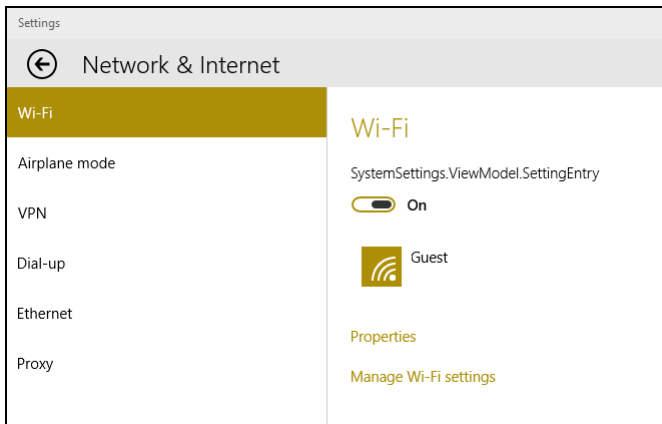 Settings
Network & Internet
Wi-Fi
Airplane mode
VPN
Dial-up
Ethernet
Proxy
Wi-Fi
SystemSettings.ViewModel.SettingEntry
On
Guest
Properties
Manage Wi-Fi settings